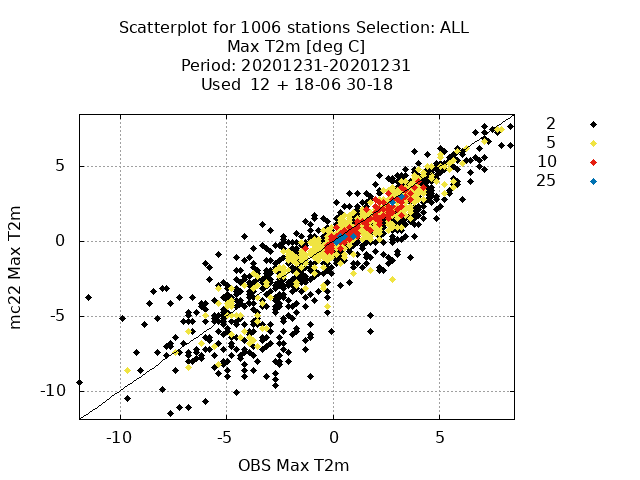 Scatterplot for 1006 stations Selection: ALL
Max T2m [deg C]
Period: 20201231-20201231
Used  12 + 18-06 30-18
2
5
10
25
5
0
-5
-10
mc22 Max T2m
-10
-5
0
5
OBS Max T2m